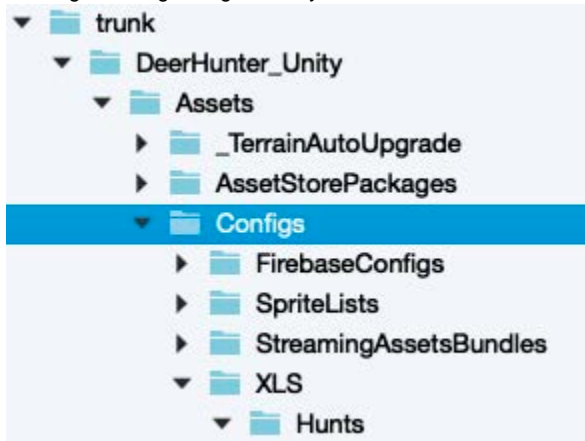 trunk
DeerHunter_Unity
Assets
_TerrainAutoUpgrade
AssetStorePackages
Configs
FirebaseConfigs
SpriteLists
StreamingAssetsBundles
XLS
Hunts